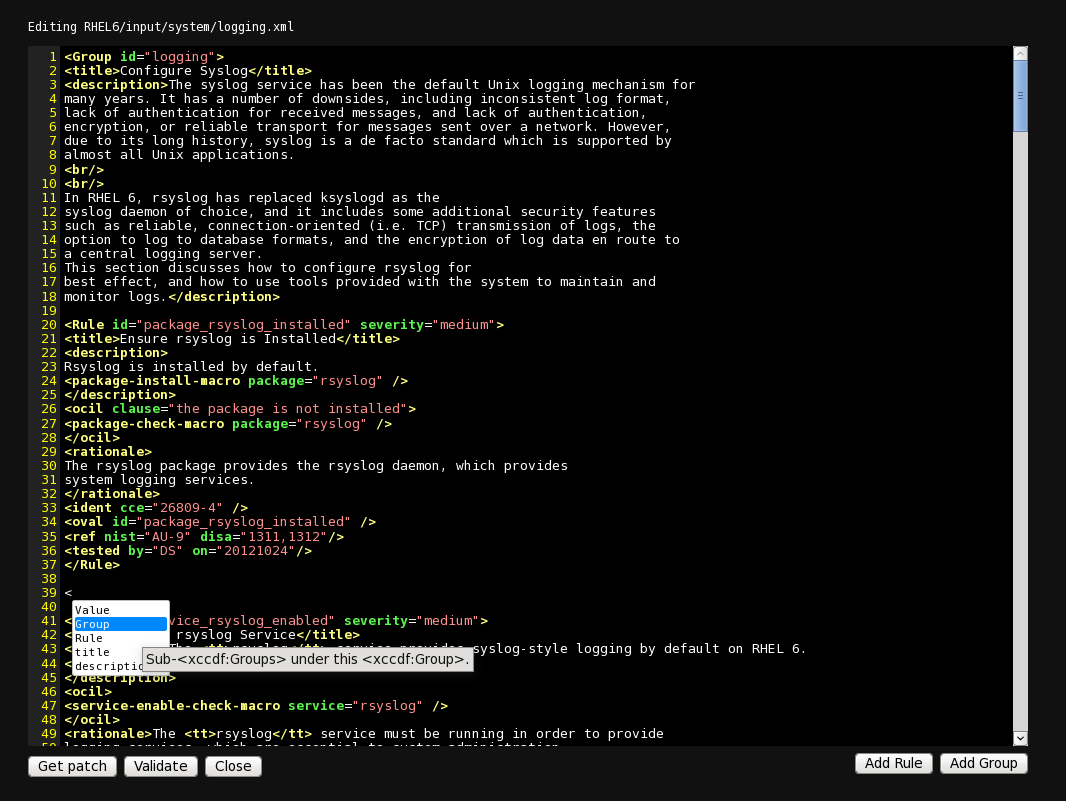 Editing RHEL6/input/system/logging.xml
1 <Group id="logging">
2 <title>Configure Syslog</title>
3 <description>The syslog service has been the default Unix logging mechanism for
4 many years. It has a number of downsides, including inconsistent log format,
5 lack of authentication for received messages, and lack of authentication,
6 encryption, or reliable transport for messages sent over a network. However,
7 due to its long history, syslog is a de facto standard which is supported by
8 almost all Unix applications.
9 <br/>
10 <br/>
11 In RHEL 6, rsyslog has replaced ksyslogd as the
12 syslog daemon of choice, and it includes some additional security features
13 such as reliable, connection-oriented (i.e. TCP) transmission of logs, the
14 option to log to database formats, and the encryption of log data en route to
15 a central logging server.
16 This section discusses how to configure rsyslog for
17 best effect, and how to use tools provided with the system to maintain and
18 monitor logs.</description>
19
20 <Rule id="package_rsyslog_installed" severity="medium">
21 <title>Ensure rsyslog is Installed</title>
22 <description>
23 Rsyslog is installed by default.
24 <package-install-macro package="rsyslog" />
25 </description>
26 <ocil clause="the package is not installed">
27 <package-check-macro package="rsyslog" />
28 </ocil>
29 <rationale>
30 The rsyslog package provides the rsyslog daemon, which provides
31 system logging services.
32 </rationale>
33 <ident cce="26809-4" />
34 <oval id="package_rsyslog_installed" />
35 <ref nist="AU-9" disa="1311,1312"/>
36 <tested by="DS" on="20121024"/>
37 </Rule>
38
39 <
40
Value
41 < vice_rsyslog_enabled" severity="medium">
Group
42 < rsyslog Service</title>
Rule
43 < syslog-style logging by default on RHEL 6.
title
Sub-<xccdf:Groups> under this <xccdf:Group>.
44 <
description
45 </description>
46 <ocil>
47 <service-enable-check-macro service="rsyslog" />
48 </ocil>
49 <rationale>The <tt>rsyslog</tt> service must be running in order to provide
Get patch Validate Close Add Rule Add Group